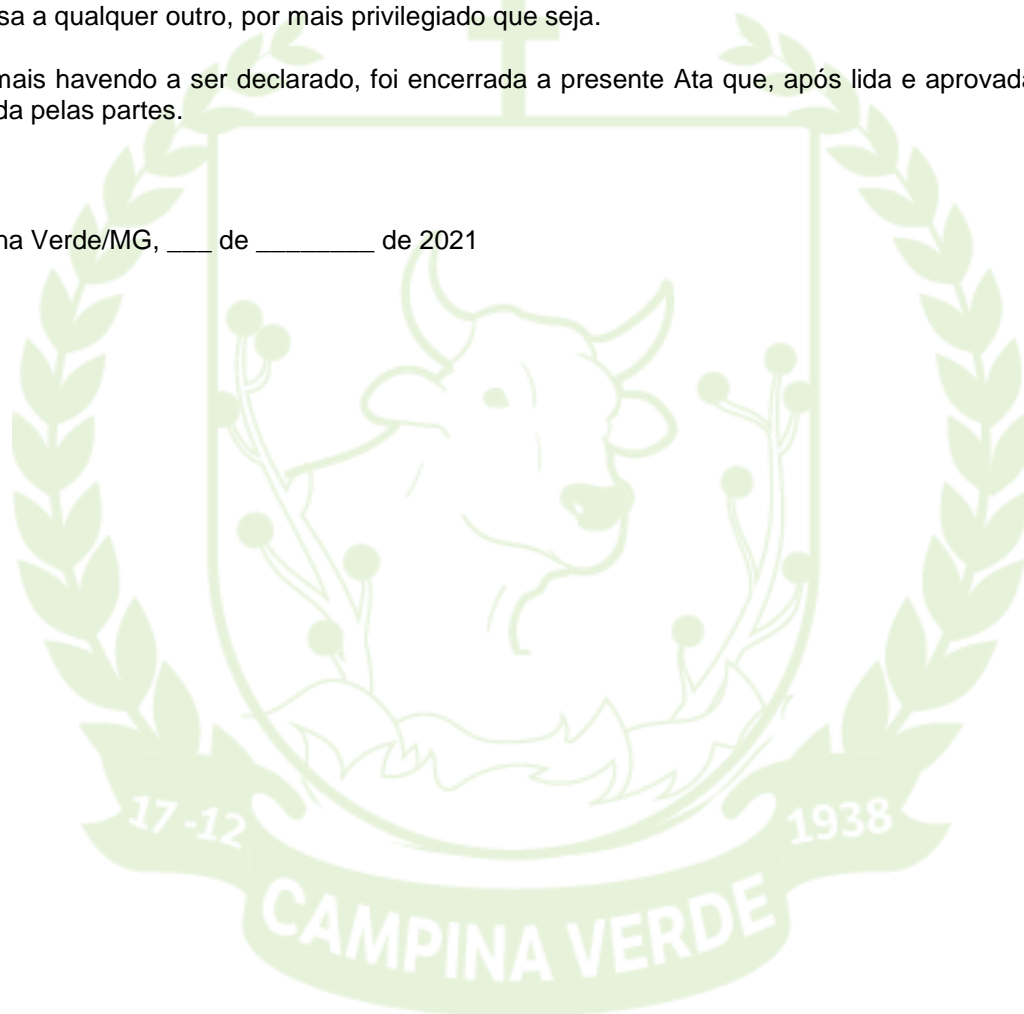 sa a qualquer outro, por mais privilegiado que seja.
mais havendo a ser declarado, foi encerrada a presente Ata que, após lida e aprovada
da pelas partes.
na Verde/MG, ___ de ________ de 2021
17-12
1938
CAMPINA VERDE